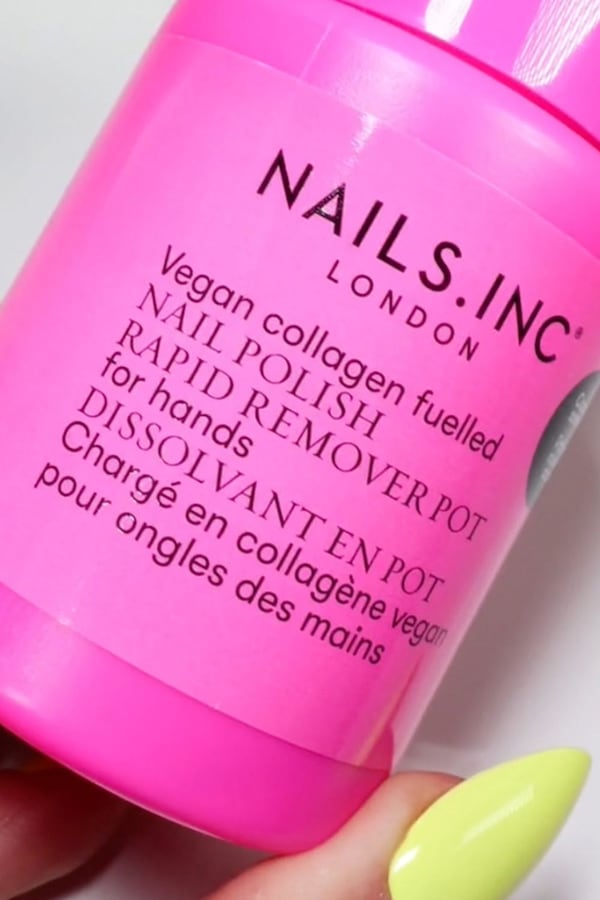 NAILS.INC®
LONDON
Vegan collagen fuelled
NAIL POLISH
RAPID REMOVER POT
for hands
DISSOLVANT EN POT
Chargé en collagène vegan
pour ongles des mains